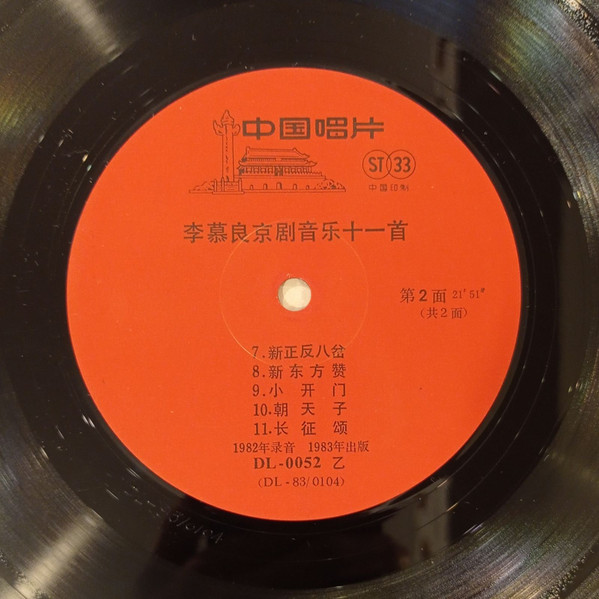 中国唱片
ST 33
中国印制
李慕良京剧音乐十一首
第2面 21′51″
(共2面)
7.新正反八岔
8.新东方赞
9.小开门
10.朝天子
11.长征颂
1982年录音 1983年出版
DL-0052 乙
(DL-83/0104)